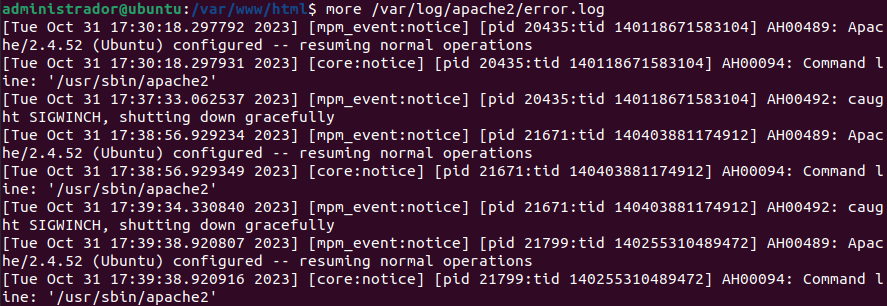 administrador@ubuntu:/var/www/html$ more /var/log/apache2/error.log
[Tue Oct 31 17:30:18.297792 2023] [mpm_event:notice] [pid 20435:tid 140118671583104] AH00489: Apac
he/2.4.52 (Ubuntu) configured -- resuming normal operations
[Tue Oct 31 17:30:18.297931 2023] [core:notice] [pid 20435:tid 140118671583104] AH00094: Command l
ine: '/usr/sbin/apache2'
[Tue Oct 31 17:37:33.062537 2023] [mpm_event:notice] [pid 20435:tid 140118671583104] AH00492: caug
ht SIGWINCH, shutting down gracefully
[Tue Oct 31 17:38:56.929234 2023] [mpm_event:notice] [pid 21671:tid 140403881174912] AH00489: Apac
he/2.4.52 (Ubuntu) configured -- resuming normal operations
[Tue Oct 31 17:38:56.929349 2023] [core:notice] [pid 21671:tid 140403881174912] AH00094: Command l
ine: '/usr/sbin/apache2'
[Tue Oct 31 17:39:34.330840 2023] [mpm_event:notice] [pid 21671:tid 140403881174912] AH00492: caug
ht SIGWINCH, shutting down gracefully
[Tue Oct 31 17:39:38.920807 2023] [mpm_event:notice] [pid 21799:tid 140255310489472] AH00489: Apac
he/2.4.52 (Ubuntu) configured -- resuming normal operations
[Tue Oct 31 17:39:38.920916 2023] [core:notice] [pid 21799:tid 140255310489472] AH00094: Command l
ine: '/usr/sbin/apache2'